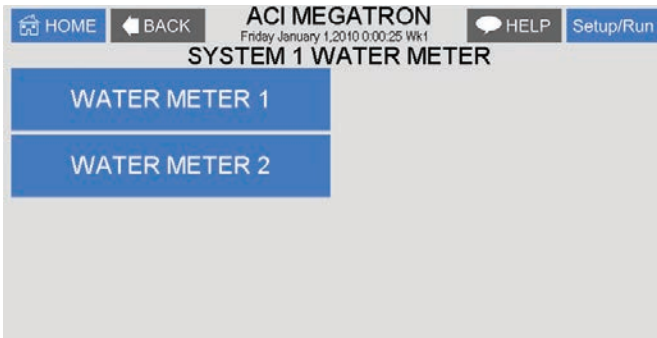 HOME BACK ACI MEGATRON HELP Setup/Run
Friday January 1,2010 0:00:25 Wk1
SYSTEM 1 WATER METER
WATER METER 1
WATER METER 2